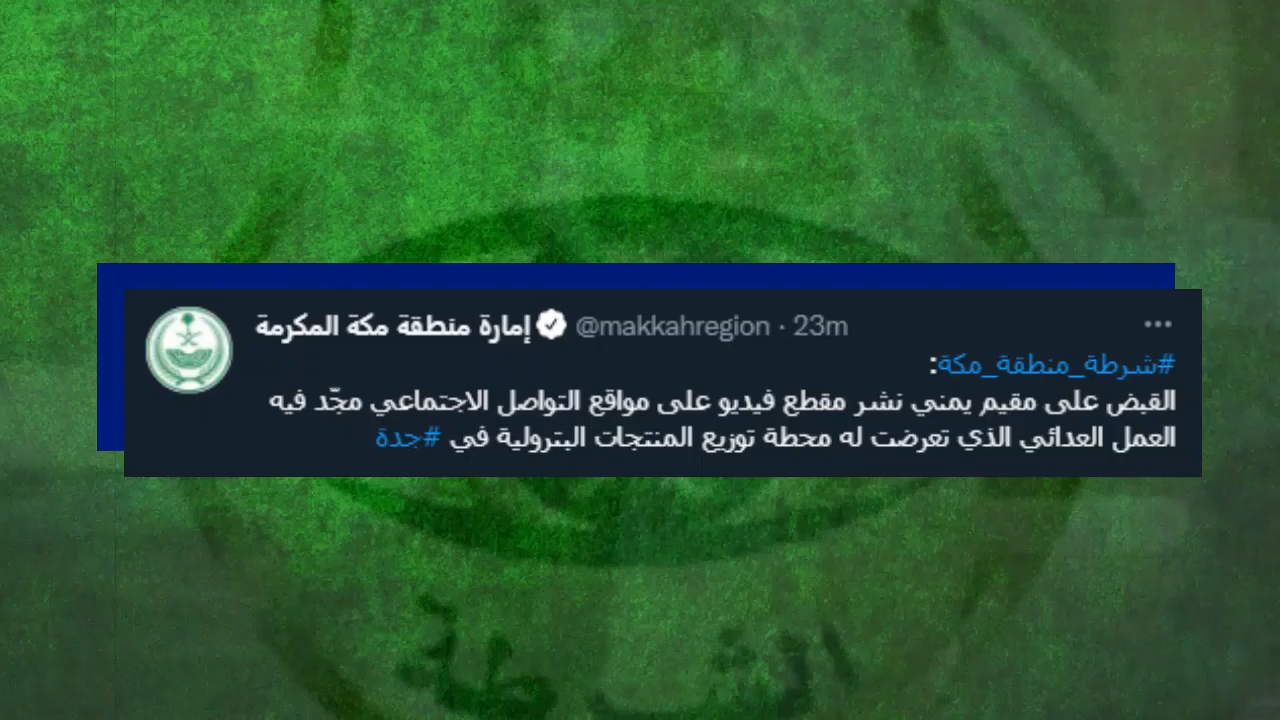 إمارة منطقة مكة المكرمة @makkahregion · 23m
#شرطة_منطقة_مكة:
القبض على مقيم يمني نشر مقطع فيديو على مواقع التواصل الاجتماعي مجّد فيه
العمل العدائي الذي تعرضت له محطة توزيع المنتجات البترولية في #جدة
الشرطة